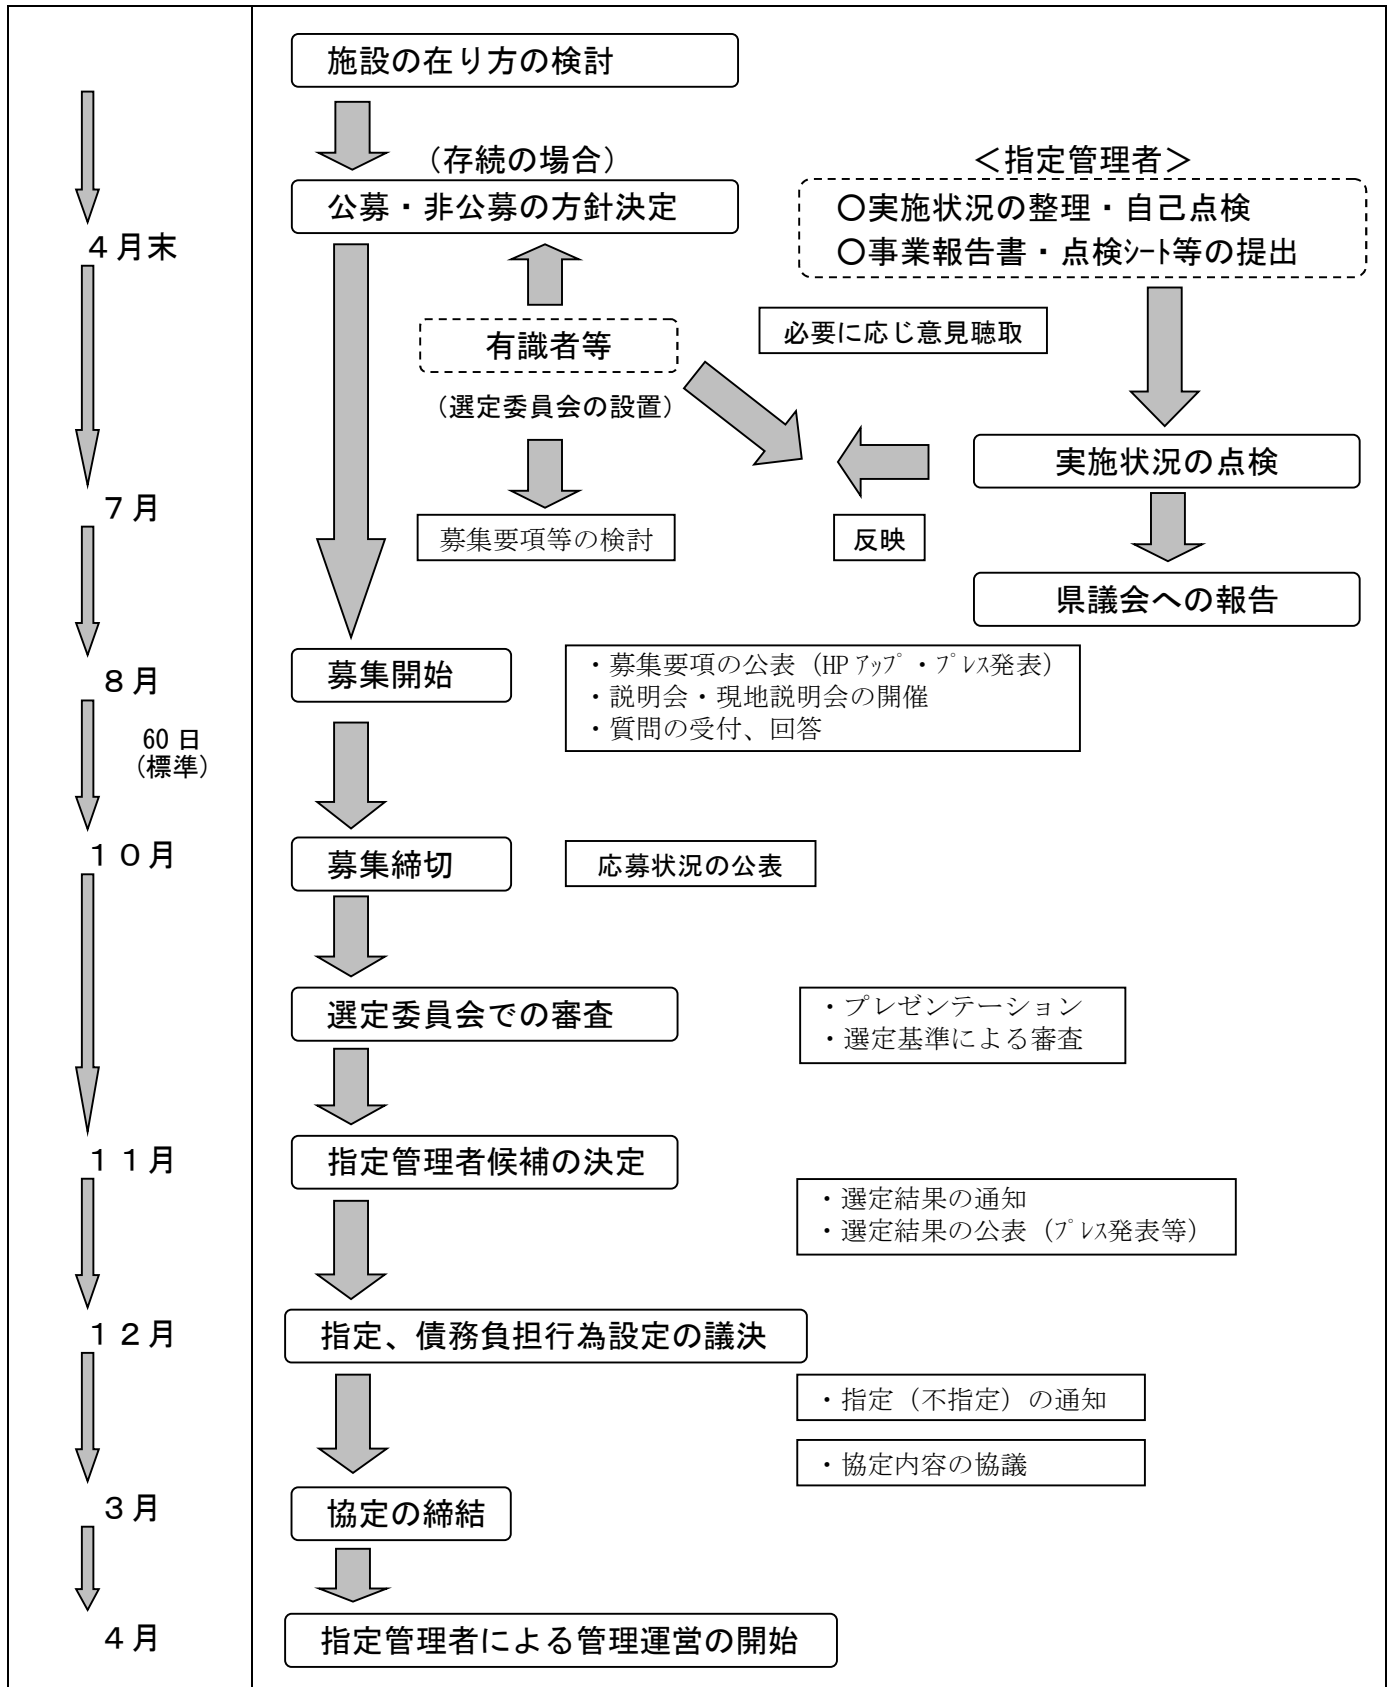 施設の在り方の検討
（存続の場合）
＜指定管理者＞
公募・非公募の方針決定
○実施状況の整理・自己点検
○事業報告書・点検ｼｰﾄ等の提出
４月末
有識者等
必要に応じ意見聴取
（選定委員会の設置）
実施状況の点検
７月
募集要項等の検討
反映
県議会への報告
８月
募集開始
・募集要項の公表（HPｱｯﾌﾟ・ﾌﾟﾚｽ発表）
・説明会・現地説明会の開催
・質問の受付、回答
60日
（標準）
１０月
募集締切
応募状況の公表
選定委員会での審査
・プレゼンテーション
・選定基準による審査
１１月
指定管理者候補の決定
・選定結果の通知
・選定結果の公表（ﾌﾟﾚｽ発表等）
１２月
指定、債務負担行為設定の議決
・指定（不指定）の通知
・協定内容の協議
３月
協定の締結
４月
指定管理者による管理運営の開始